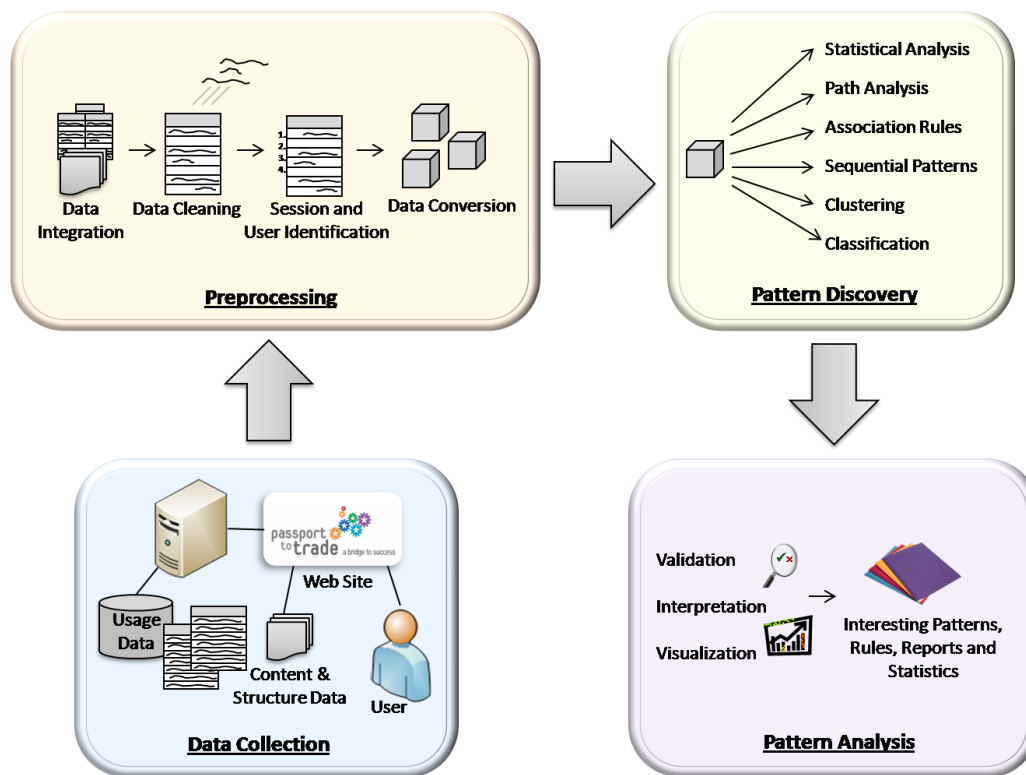 Data
Integration
Data Cleaning
1.
2.
3.
4.
Session and
User Identification
Data Conversion
Preprocessing
Statistical Analysis
Path Analysis
Association Rules
Sequential Patterns
Clustering
Classification
Pattern Discovery
passport
to trade
a bridge to success
Web Site
Usage
Data
Content &
Structure Data
User
Data Collection
Validation
Interpretation
Visualization
Interesting Patterns,
Rules, Reports and
Statistics
Pattern Analysis